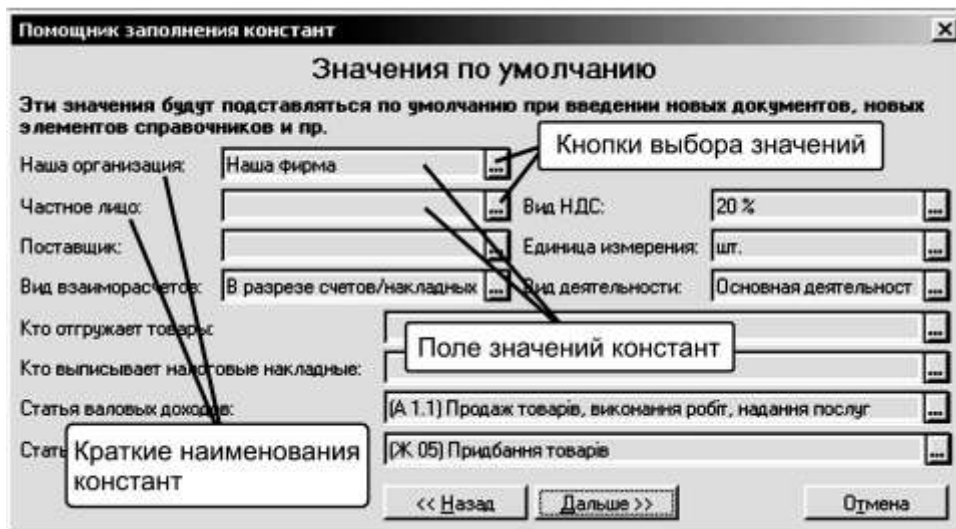 Помощник заполнения констант
Значения по умолчанию
Эти значения будут подставляться по умолчанию при введении новых документов, новых
элементов справочников и пр.
Наша организация: Наша фирма ... Кнопки выбора значений
Частное лицо: ... Вид НДС: 20 % ...
Поставщик: ... Единица измерения: шт. ...
Вид взаиморасчетов: В разрезе счетов/накладных ... Вид деятельности: Основная деятельност ...
Кто отгружает товары: ...
Поле значений констант
Кто выписывает налоговые накладные: ...
Статья валовых доходов: (А 1.1) Продаж товарів, виконання робіт, надання послуг ...
Стать (Ж 05) Придбання товарів ...
Краткие наименования
констант
<< Назад Дальше >> Отмена